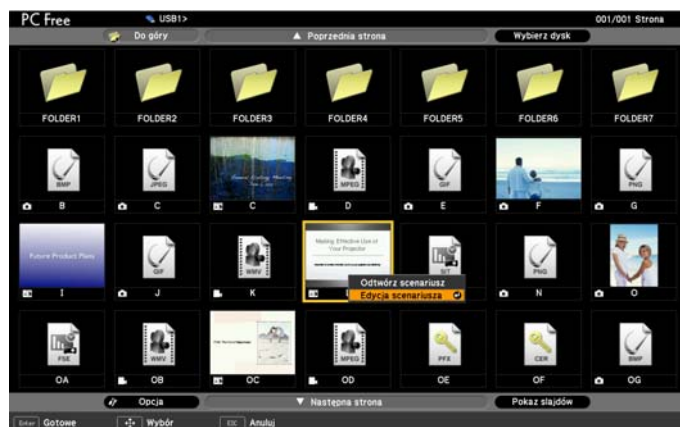 PC Free USB1> 001/001 Strona
Do góry ▲ Poprzednia strona Wybierz dysk
FOLDER1 FOLDER2 FOLDER3 FOLDER4 FOLDER5 FOLDER6 FOLDER7
BMP JPEG MPEG GIF PNG
B C C D E F G
Future Product Plans
Making Effective Use of
Your Projector
GIF WMV SIT PNG
Odtwórz scenariusz
Edycja scenariusza
I J K N O
FSE WMV MPEG PFX CER BMP
OA OB OC OD OE OF OG
Opcja ▼ Następna strona Pokaz slajdów
Enter Gotowe Wybór ESC Anuluj